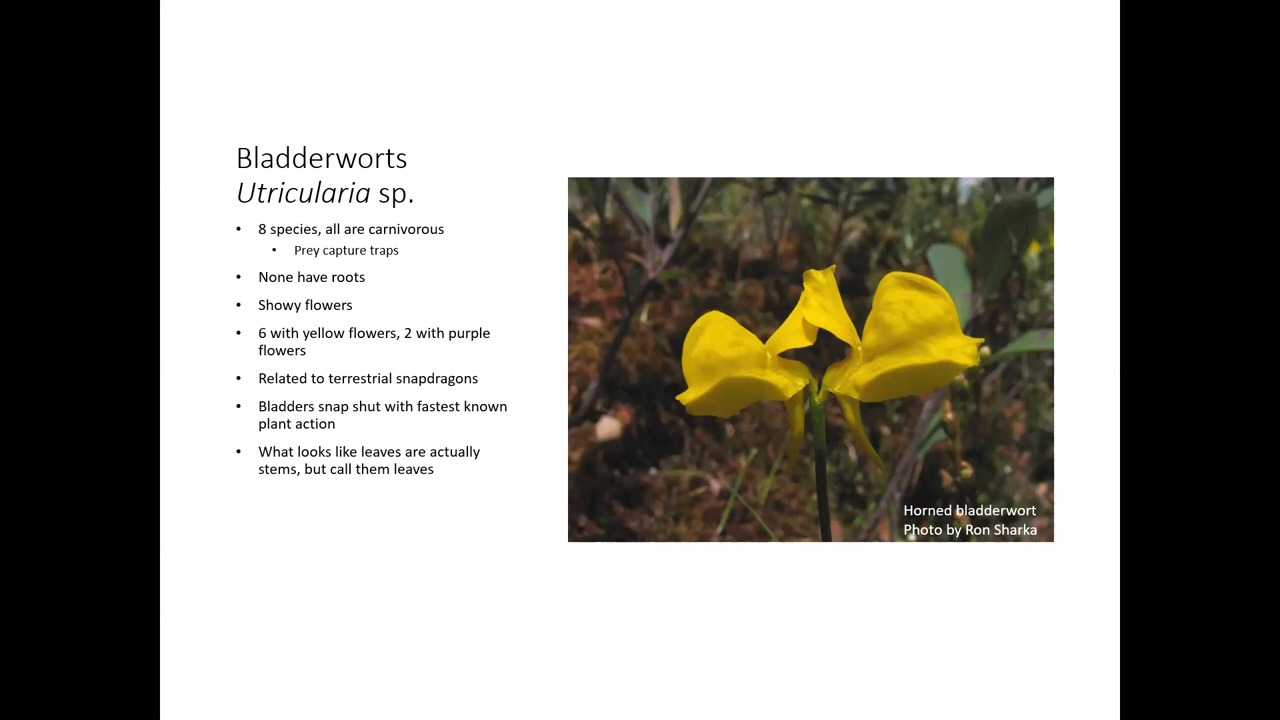 Bladderworts
Utricularia sp.
• 8 species, all are carnivorous
• Prey capture traps
• None have roots
• Showy flowers
• 6 with yellow flowers, 2 with purple
flowers
• Related to terrestrial snapdragons
• Bladders snap shut with fastest known
plant action
• What looks like leaves are actually
stems, but call them leaves
Horned bladderwort
Photo by Ron Sharka